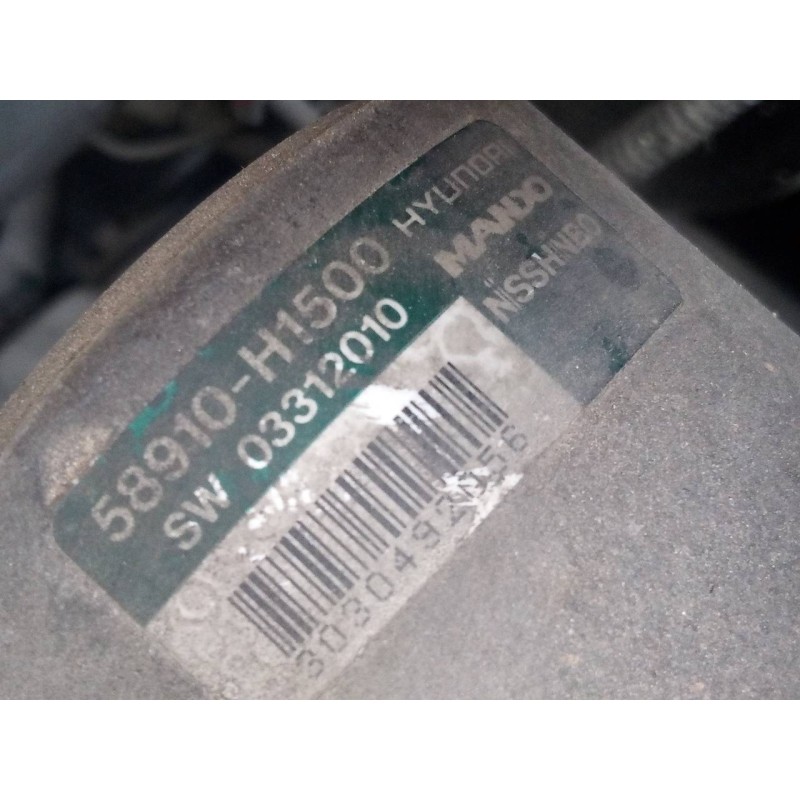 58910-H1500
SW 03312010
HYUNDAI
MANDO
NISSHINBO